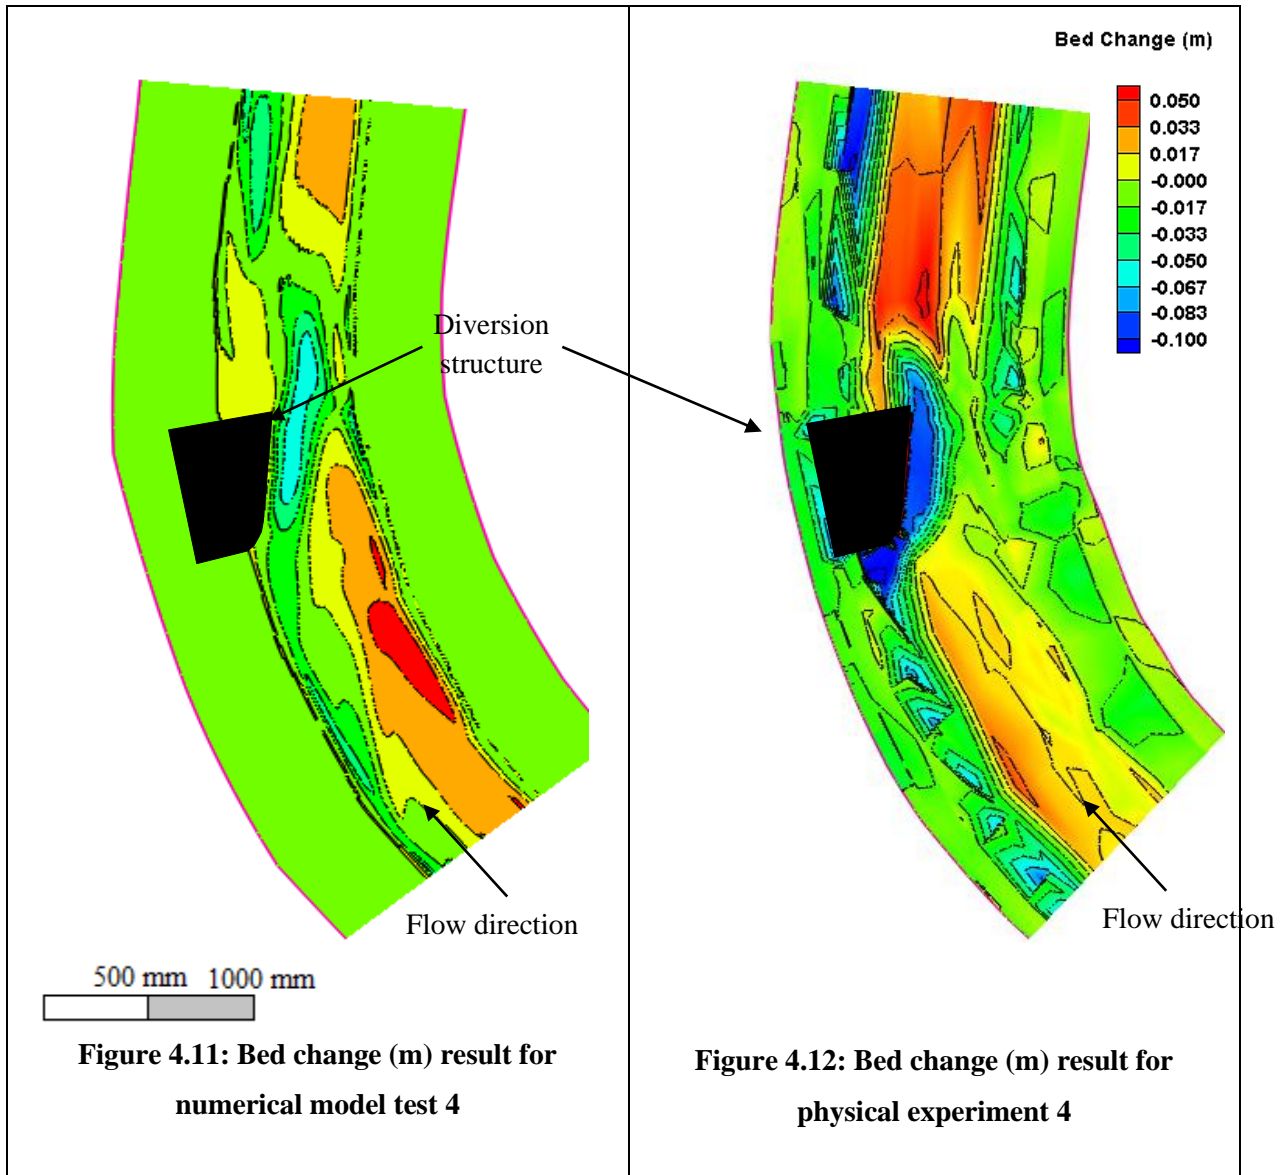 Bed Change (m)
0.050
0.033
0.017
-0.000
-0.017
-0.033
-0.050
-0.067
-0.083
-0.100
Diversion
structure
Flow direction
Flow direction
500 mm 1000 mm
Figure 4.11: Bed change (m) result for
numerical model test 4
Figure 4.12: Bed change (m) result for
physical experiment 4